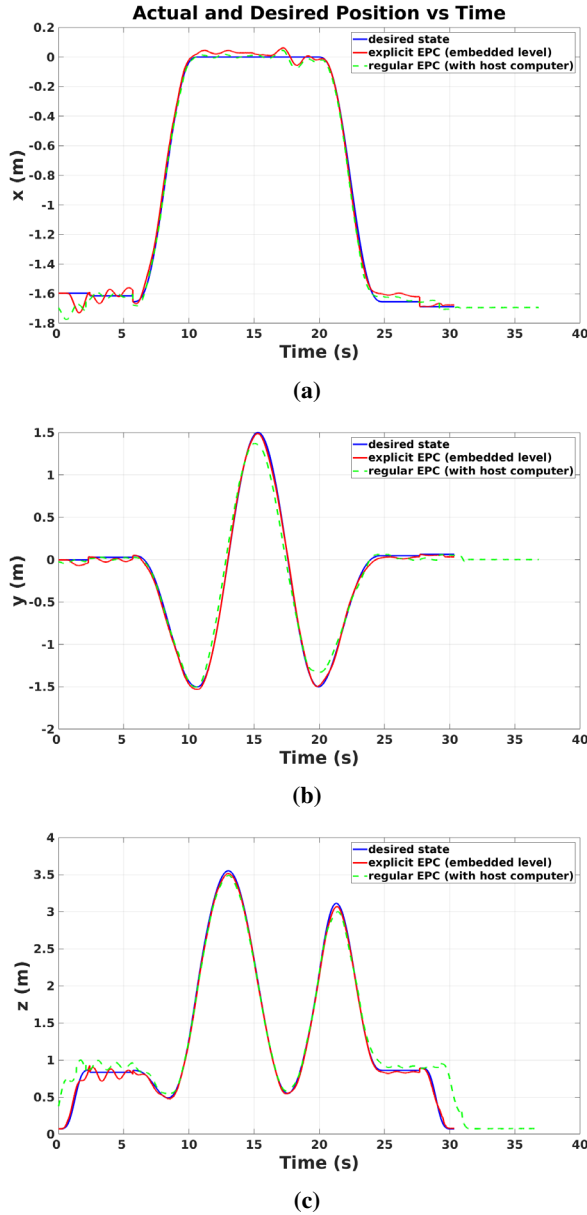 Actual and Desired Position vs Time
0.2
0
-0.2
-0.4
-0.6
-0.8
-1
-1.2
-1.4
-1.6
-1.8
x (m)
desired state
explicit EPC (embedded level)
regular EPC (with host computer)
0 5 10 15 20 25 30 35 40
Time (s)
(a)
1.5
1
0.5
0
-0.5
-1
-1.5
-2
y (m)
desired state
explicit EPC (embedded level)
regular EPC (with host computer)
0 5 10 15 20 25 30 35 40
Time (s)
(b)
4
3.5
3
2.5
2
1.5
1
0.5
0
z (m)
desired state
explicit EPC (embedded level)
regular EPC (with host computer)
0 5 10 15 20 25 30 35 40
Time (s)
(c)